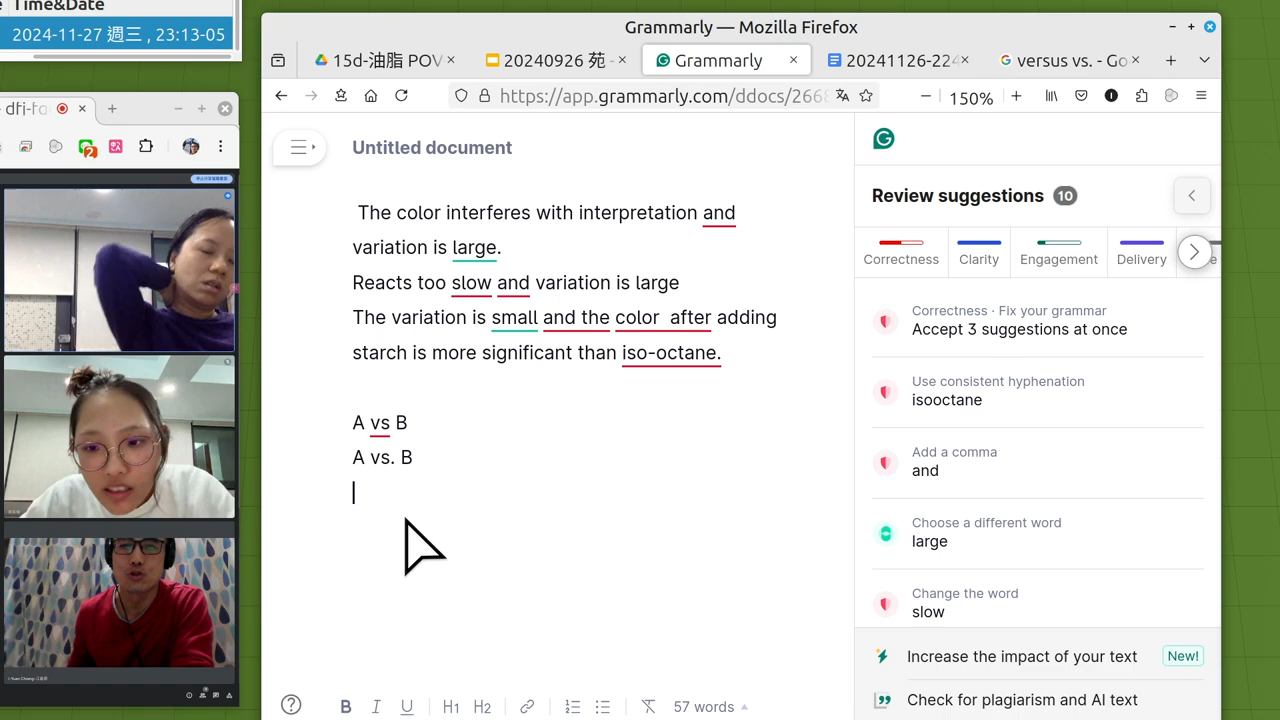 Time&Date
2024-11-27 週三 , 23:13-05
Grammarly — Mozilla Firefox
15d-油脂 POV
20240926 苑 -
Grammarly
20241126-224
versus vs. - Go
https://app.grammarly.com/ddocs/2668
150%
2
Untitled document
The color interferes with interpretation and
variation is large.
Reacts too slow and variation is large
The variation is small and the color  after adding
starch is more significant than iso-octane.
A vs B
A vs. B
57 words
B I U H1 H2
Review suggestions 10
Correctness
Clarity
Engagement
Delivery
Correctness · Fix your grammar
Accept 3 suggestions at once
Use consistent hyphenation
isooctane
Add a comma
and
Choose a different word
large
Change the word
slow
Increase the impact of your text
New!
Check for plagiarism and AI text